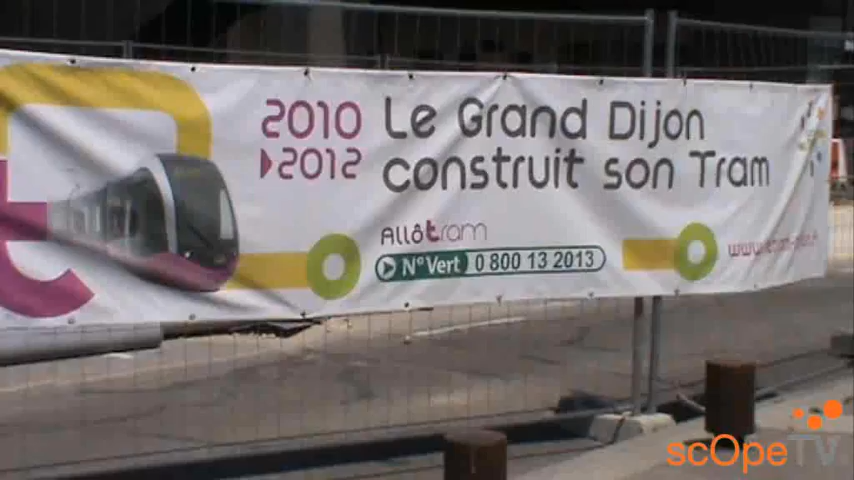 2010
2012
Le Grand Dijon
construit son Tram
Allôtram
N°Vert 0 800 13 2013
t
scOpeTV